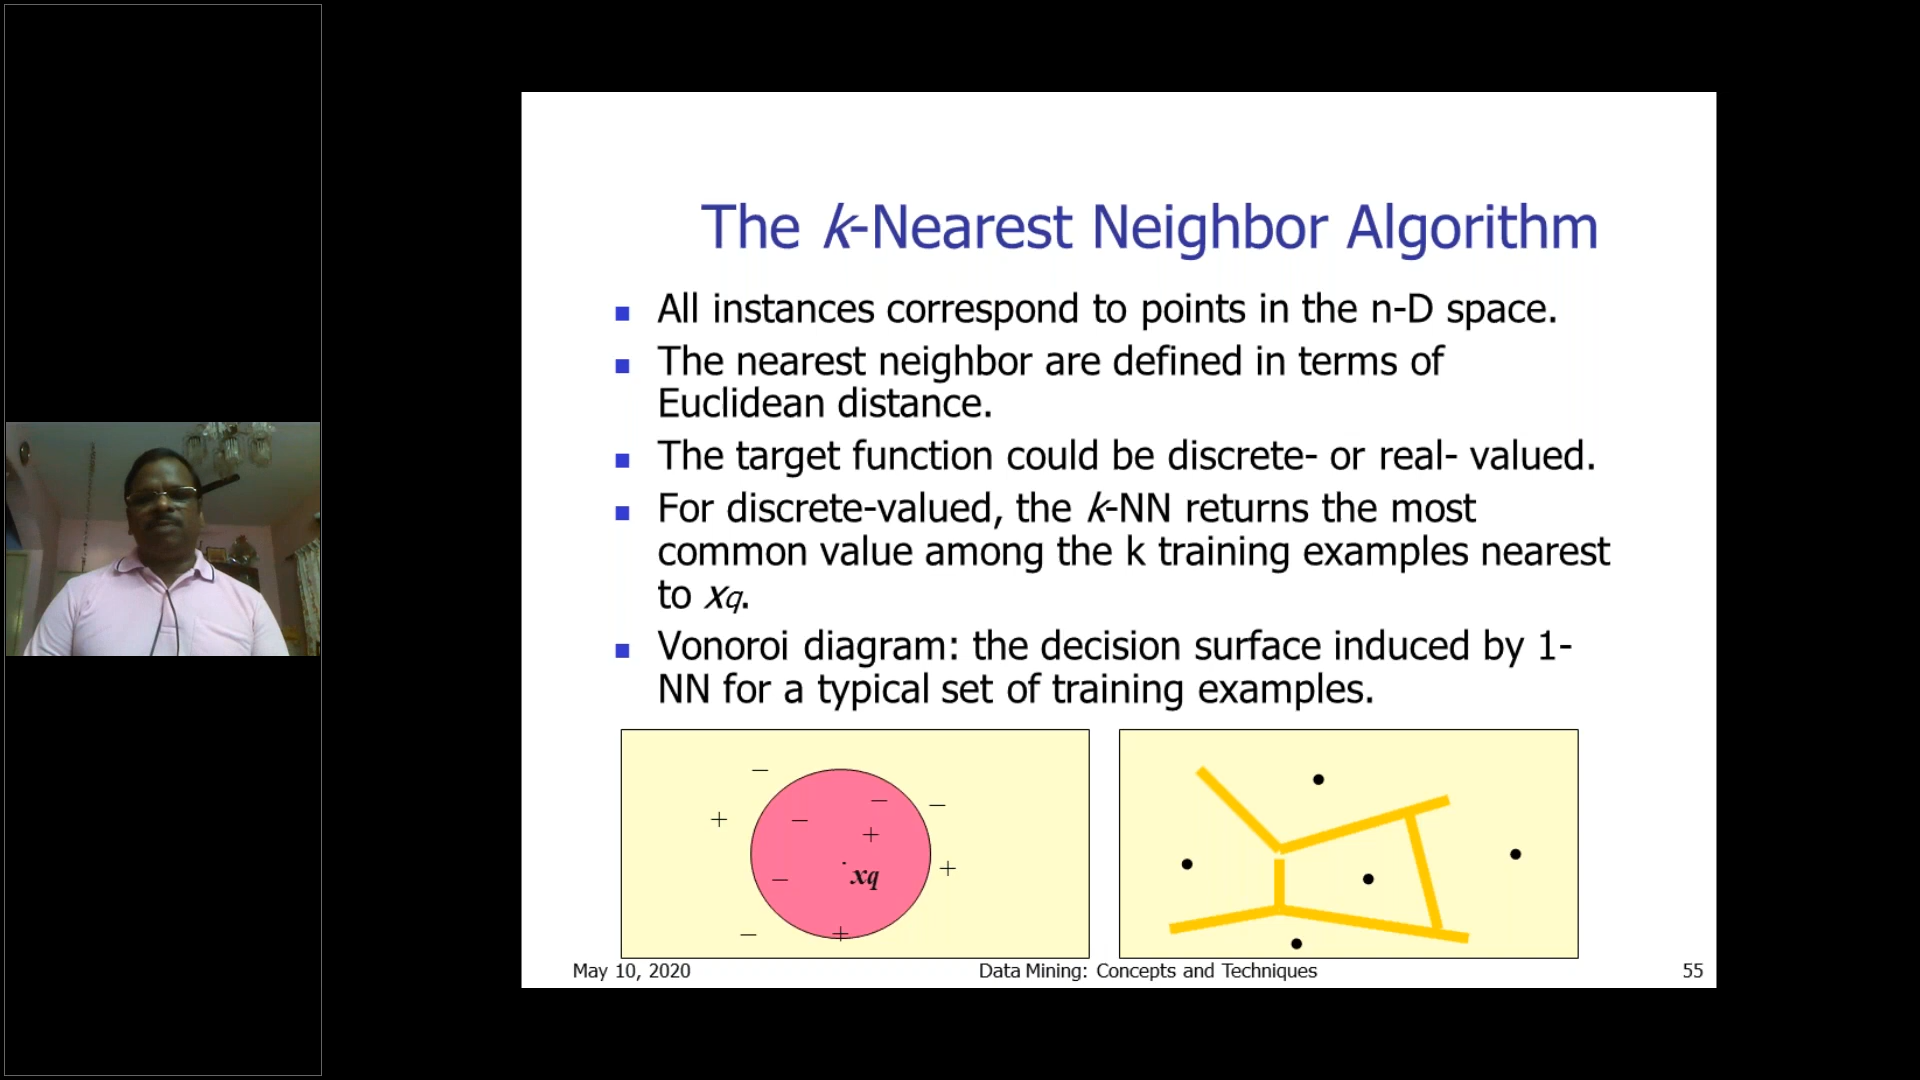 The k-Nearest Neighbor Algorithm
All instances correspond to points in the n-D space.
The nearest neighbor are defined in terms of
Euclidean distance.
The target function could be discrete- or real- valued.
For discrete-valued, the k-NN returns the most
common value among the k training examples nearest
to xq.
Vonoroi diagram: the decision surface induced by 1-
NN for a typical set of training examples.
−
− −
+ −
+
. xq +
−
− +
May 10, 2020 Data Mining: Concepts and Techniques 55